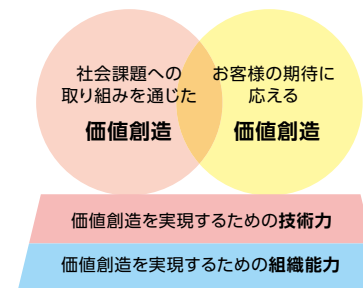 社会課題への
取り組みを通じた
価値創造
お客様の期待に
応える
価値創造
価値創造を実現するための技術力
価値創造を実現するための組織能力